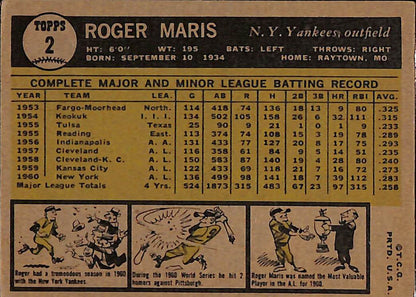 TOPPS
2
ROGER MARIS
N. Y. Yankees, outfield
HT: 6'0" WT: 195 BATS: LEFT THROWS: RIGHT
BORN: SEPTEMBER 10 1934 HOME: RAYTOWN, MO
COMPLETE MAJOR AND MINOR LEAGUE BATTING RECORD
YEAR TEAM LEA. G AB R H 2B 3B HR RBI AVG.
1953 Fargo-Moorhead North. 114 418 74 136 18 13 9 80 .325
1954 Keokuk I. I. I. 134 502 105 158 26 6 32 111 .315
1955 Tulsa Texas 25 90 25 21 1 0 1 9 .233
1955 Reading East. 113 374 74 108 15 3 19 78 .289
1956 Indianapolis A. A. 131 433 77 127 20 8 17 75 .293
1957 Cleveland A. L. 116 358 61 84 9 5 14 51 .235
1958 Cleveland-K. C. A. L. 150 583 87 140 19 4 28 80 .240
1959 Kansas City A. L. 122 433 69 118 21 7 16 72 .273
1960 New York A. L. 136 499 98 141 18 7 39 112 .283
Major League Totals 4 Yrs. 524 1873 315 483 67 23 97 315 .258
Roger had a tremendous season in 1960 with the New York Yankees.
During the 1960 World Series he hit 2 homers against Pittsburgh.
Roger Maris was named the Most Valuable Player in the A.L. for 1960.
© T.C.G. PRTD. U.S.A.